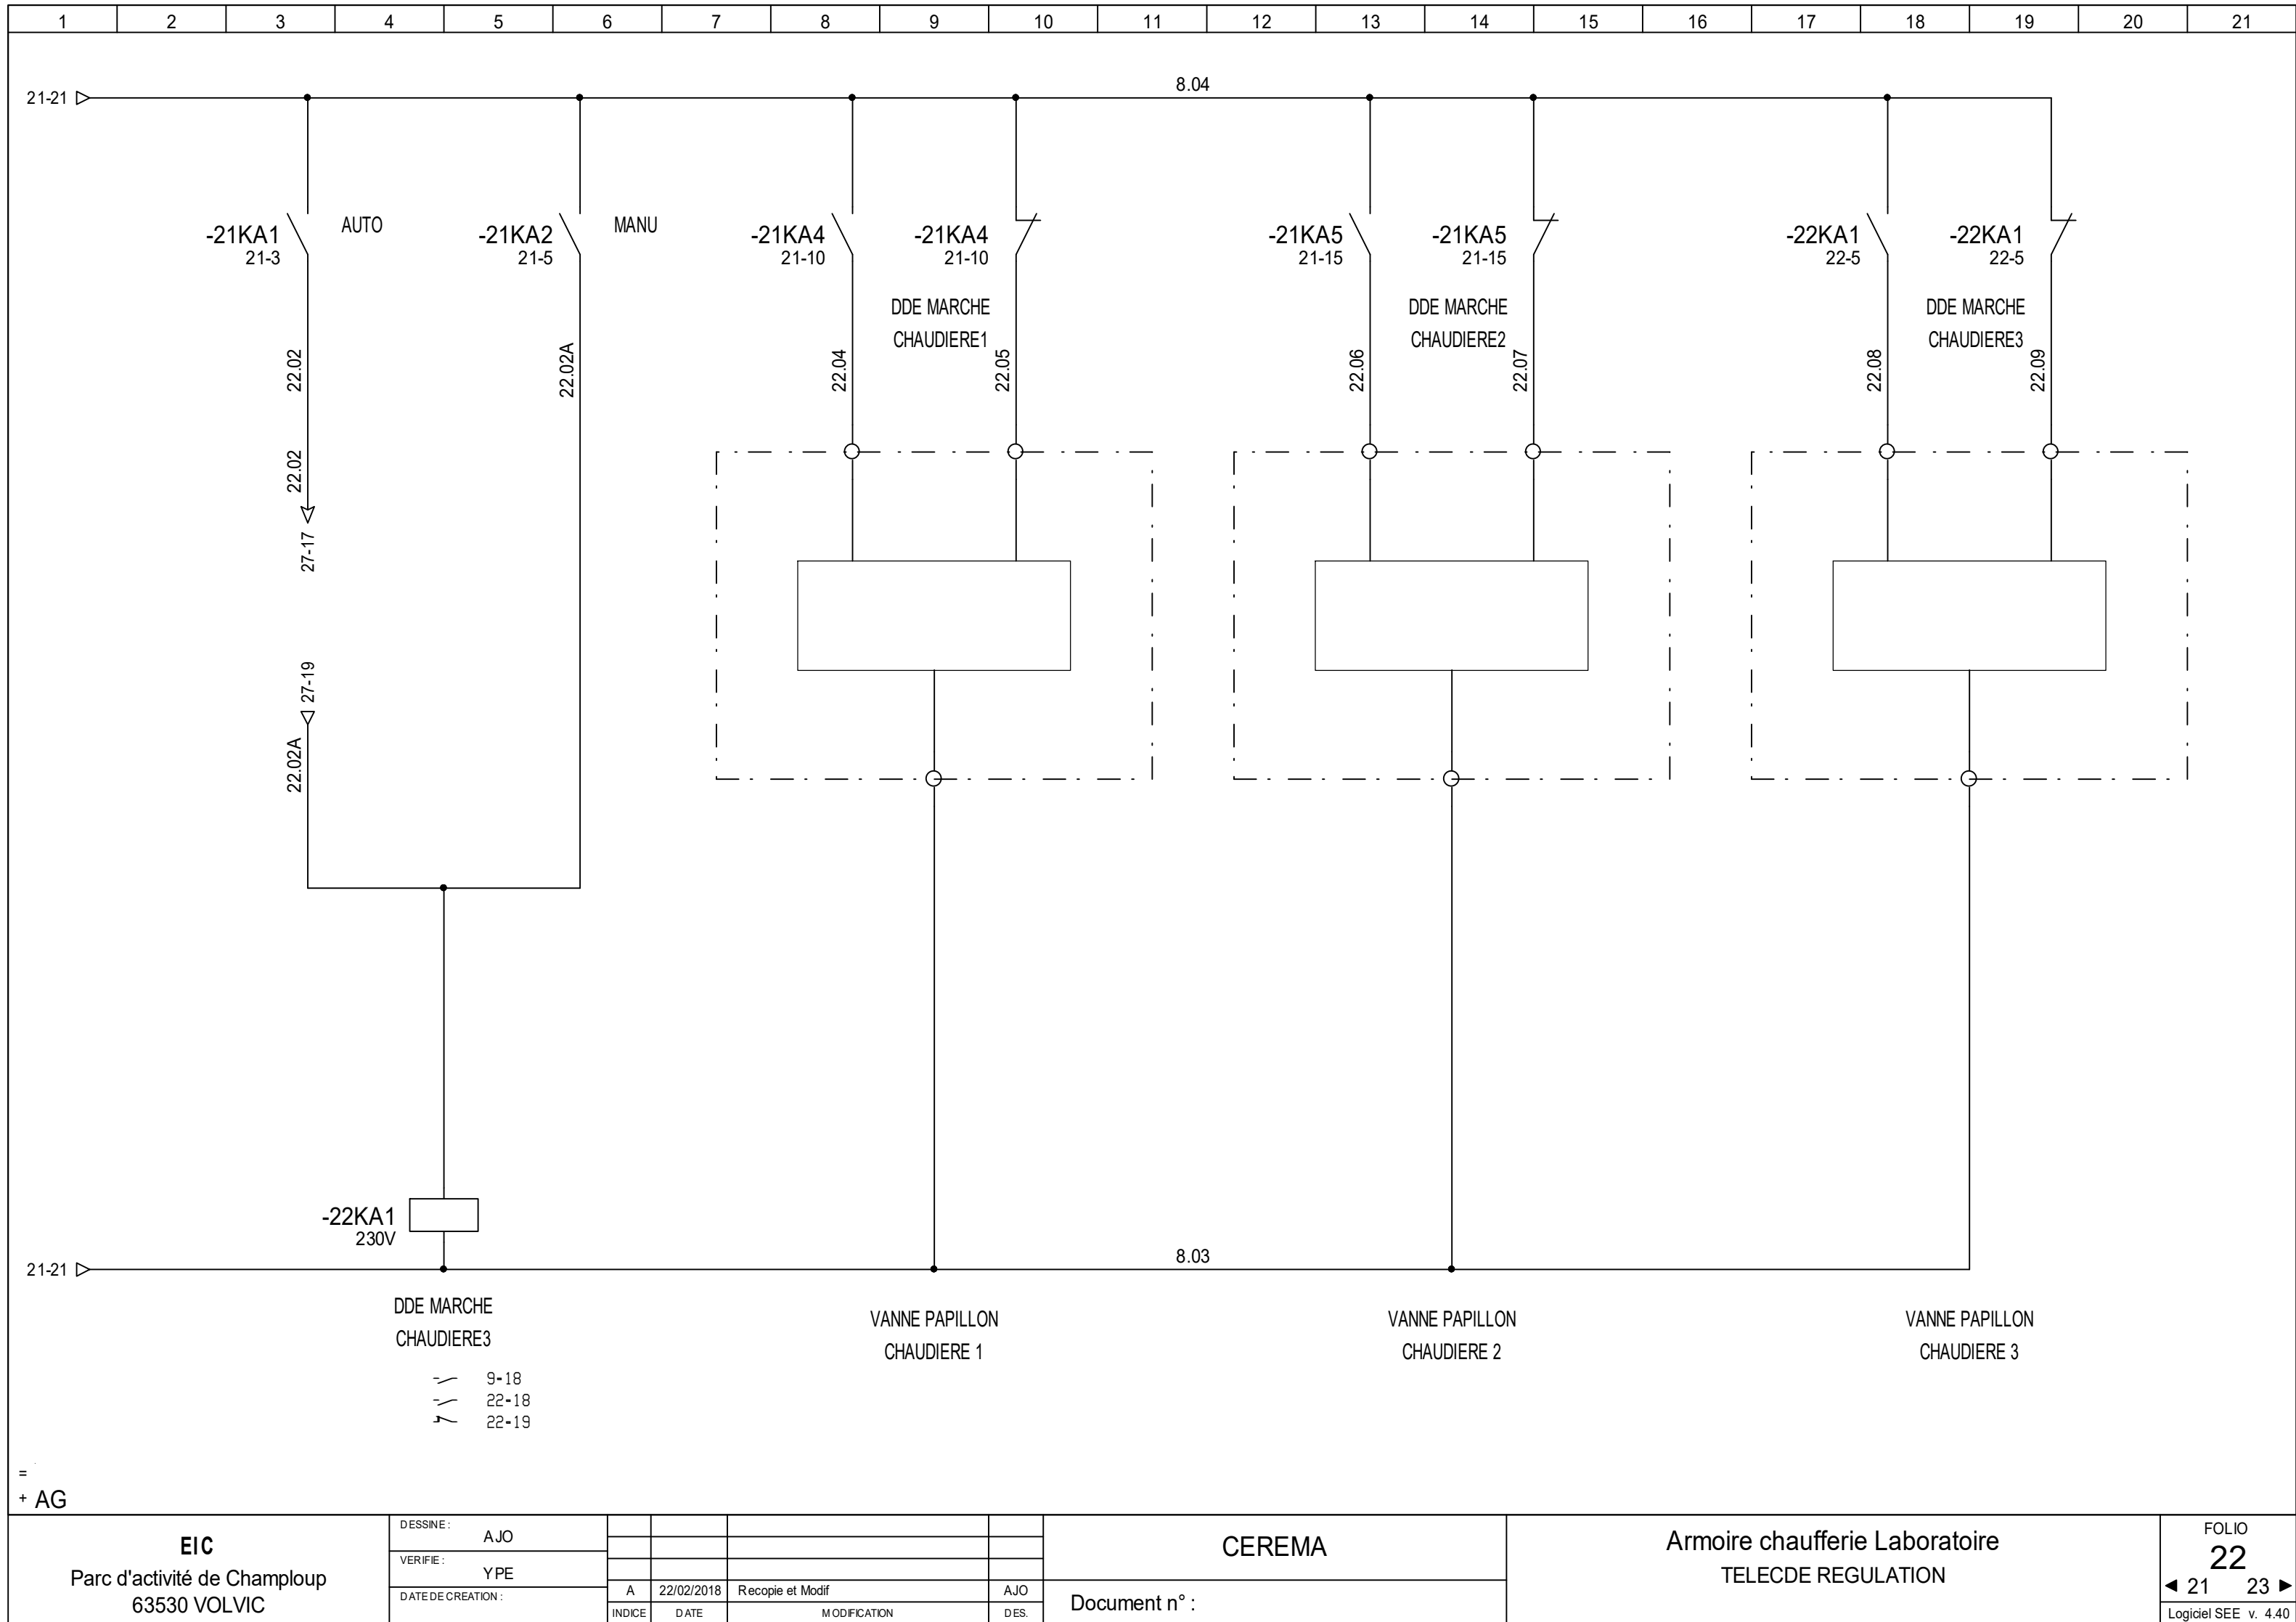 1 2 3 4 5 6 7 8 9 10 11 12 13 14 15 16 17 18 19 20 21
8.04
21-21
-21KA1
21-3
AUTO
-21KA2
21-5
MANU
-21KA4
21-10
-21KA4
21-10
-21KA5
21-15
-21KA5
21-15
-22KA1
22-5
-22KA1
22-5
DDE MARCHE
CHAUDIERE1
DDE MARCHE
CHAUDIERE2
DDE MARCHE
CHAUDIERE3
22.02
22.02A
22.04
22.05
22.06
22.07
22.08
22.09
22.02
27-17
27-19
22.02A
-22KA1
230V
8.03
21-21
DDE MARCHE
CHAUDIERE3
VANNE PAPILLON
CHAUDIERE 1
VANNE PAPILLON
CHAUDIERE 2
VANNE PAPILLON
CHAUDIERE 3
9-18
22-18
22-19
=
+ AG
EIC
Parc d'activité de Champloup
63530 VOLVIC
DESSINE :
AJO
VERIFIE :
YPE
DATE DE CREATION :
A 22/02/2018 Recopie et Modif AJO
INDICE DATE MODIFICATION DES.
CEREMA
Document n° :
Armoire chaufferie Laboratoire
TELECDE REGULATION
FOLIO
22
21 23
Logiciel SEE v. 4.40